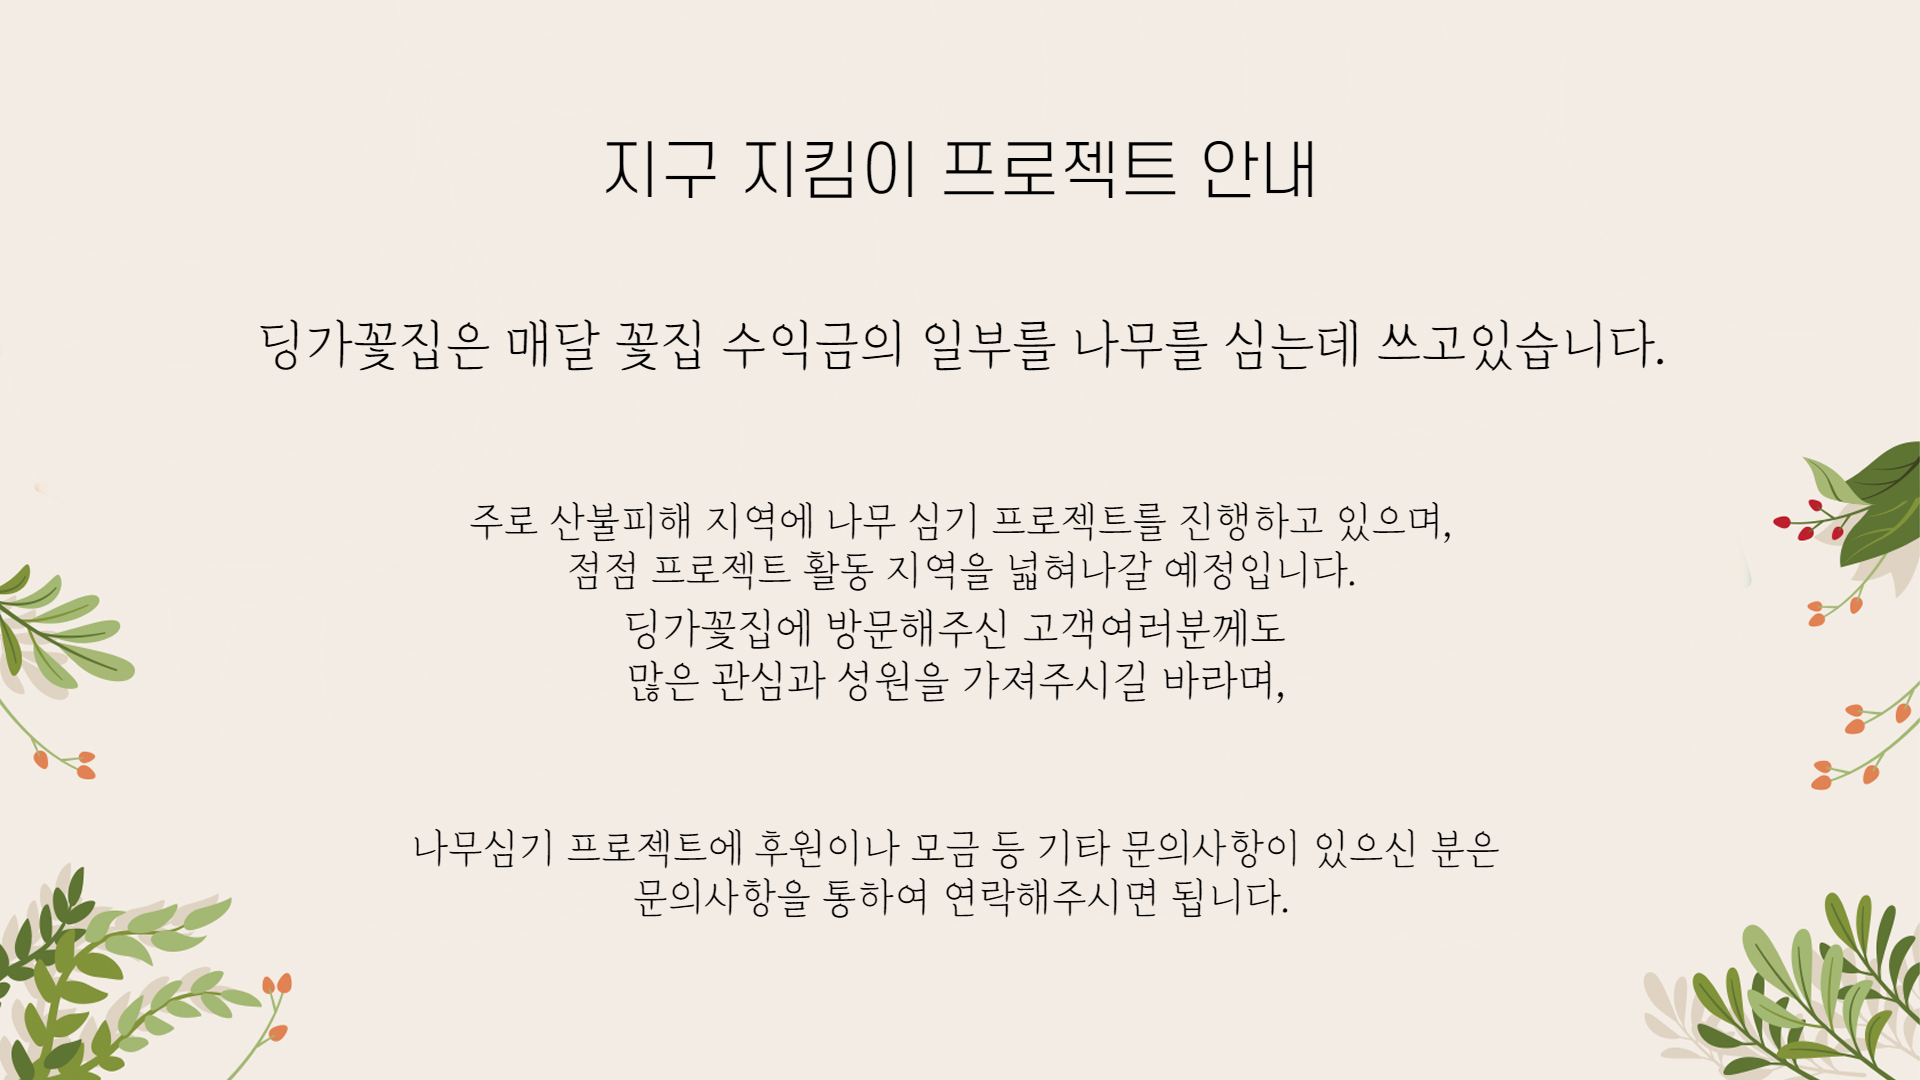 지구 지킴이 프로젝트 안내
딩가꽃집은 매달 꽃집 수익금의 일부를 나무를 심는데 쓰고있습니다.
주로 산불피해 지역에 나무 심기 프로젝트를 진행하고 있으며,
점점 프로젝트 활동 지역을 넓혀나갈 예정입니다.
딩가꽃집에 방문해주신 고객여러분께도
많은 관심과 성원을 가져주시길 바라며,
나무심기 프로젝트에 후원이나 모금 등 기타 문의사항이 있으신 분은
문의사항을 통하여 연락해주시면 됩니다.